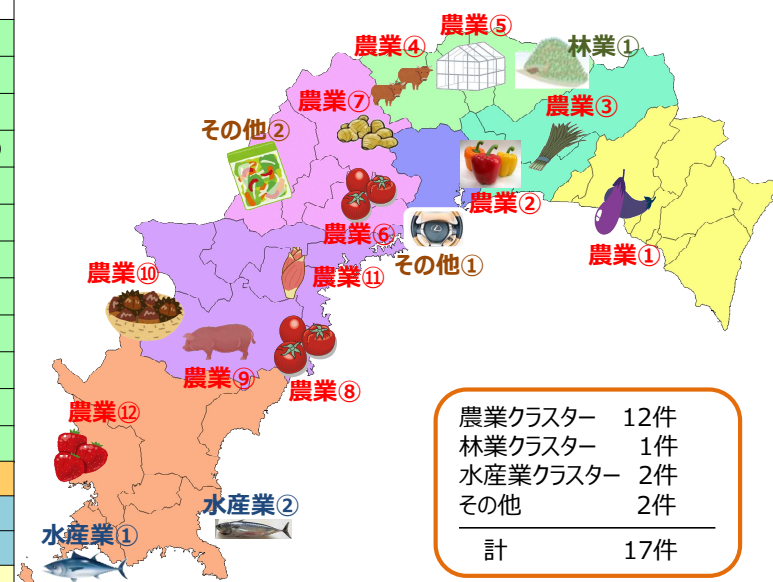 農業⑤
農業④
林業①
農業⑦
農業③
その他②
農業②
農業⑥
農業①
その他①
農業⑪
農業⑩
農業⑨
農業⑧
農業⑫
水産業②
水産業①
農業クラスター 12件
林業クラスター 1件
水産業クラスター 2件
その他 2件
計 17件